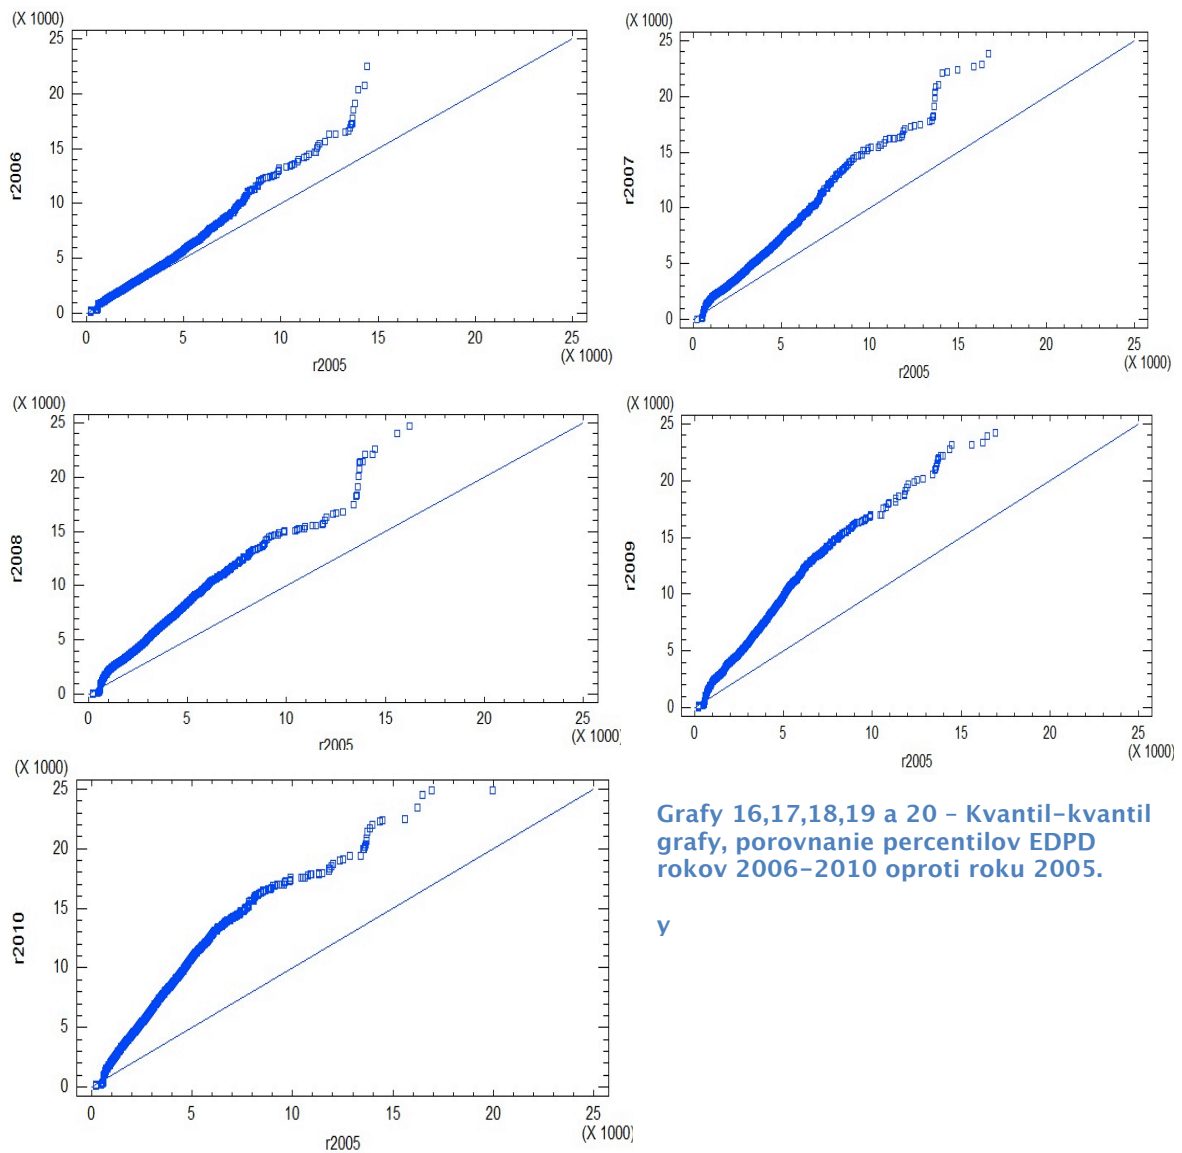 (X 1000)
25
20
15
10
5
0
r2006
0 5 10 15 20 25
(X 1000)
r2005
(X 1000)
25
20
15
10
5
0
r2007
0 5 10 15 20 25
(X 1000)
r2005
(X 1000)
25
20
15
10
5
0
r2008
0 5 10 15 20 25
(X 1000)
r2005
(X 1000)
25
20
15
10
5
0
r2009
0 5 10 15 20 25
(X 1000)
r2005
(X 1000)
25
20
15
10
5
0
r2010
0 5 10 15 20 25
(X 1000)
r2005
Grafy 16,17,18,19 a 20 – Kvantil-kvantil
grafy, porovnanie percentilov EDPD
rokov 2006-2010 oproti roku 2005.
y